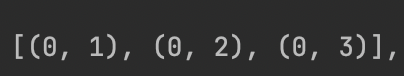 [(0, 1), (0, 2), (0, 3)],